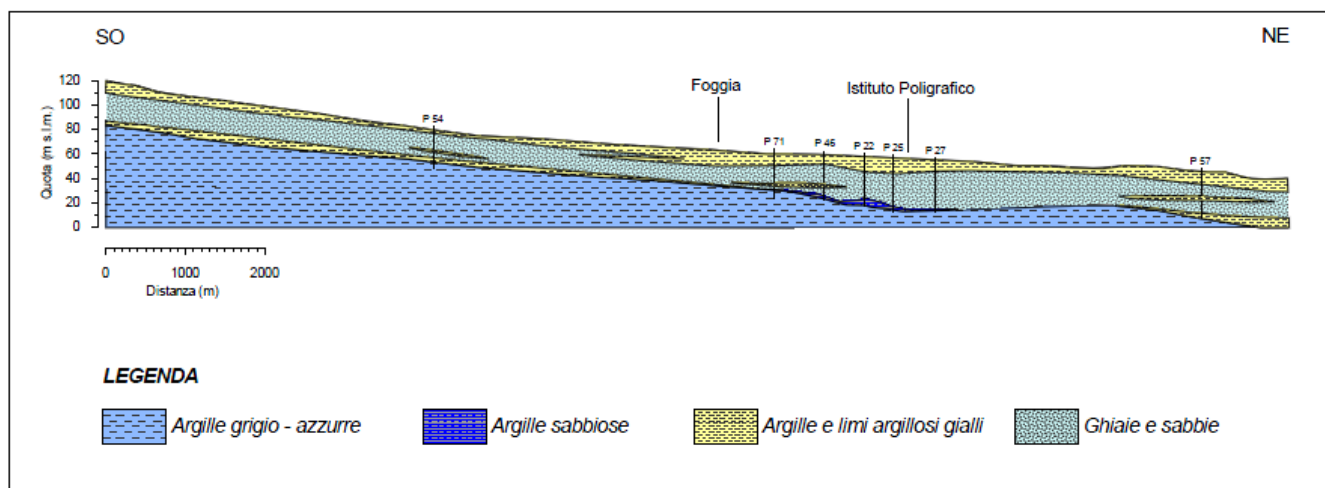 SO NE
Foggia Istituto Poligrafico
Quota (m s.l.m.)
120
100
80
60
40
20
0
P 54
P 71
P 45
P 22
P 25
P 27
P 57
0 1000 2000
Distanza (m)
LEGENDA
Argille grigio - azzurre
Argille sabbiose
Argille e limi argillosi gialli
Ghiaie e sabbie